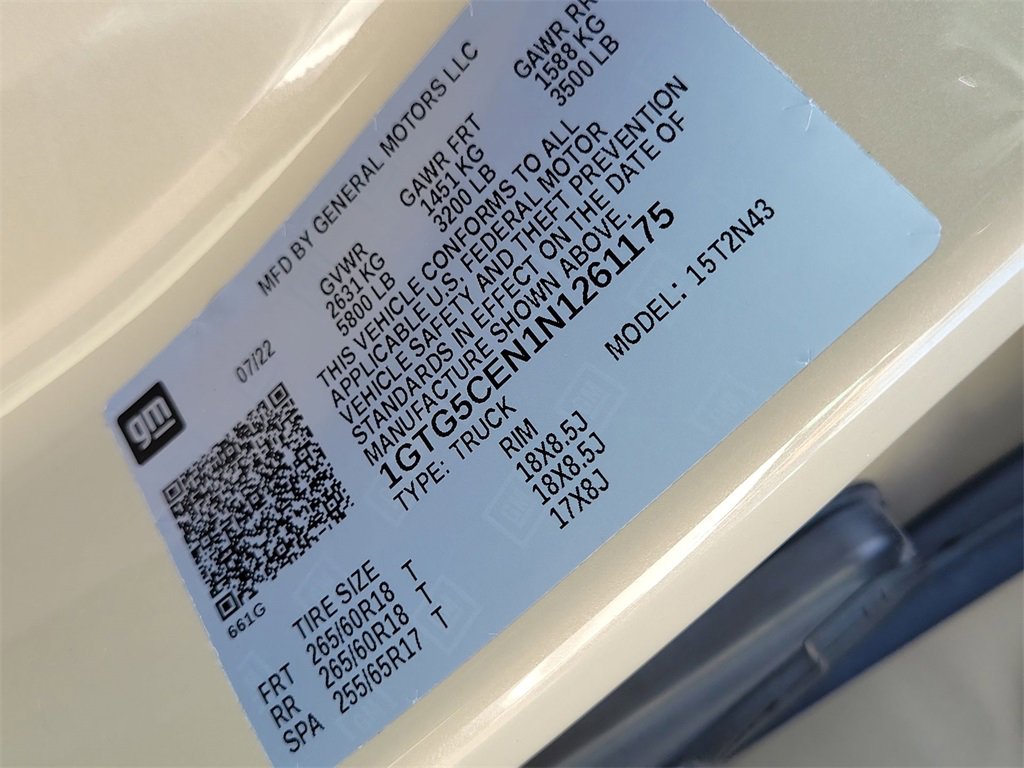 gm
MFD BY GENERAL MOTORS LLC
07/22
GVWR GAWR FRT GAWR RR
2631 KG 1451 KG 1588 KG
5800 LB 3200 LB 3500 LB
THIS VEHICLE CONFORMS TO ALL
APPLICABLE U.S. FEDERAL MOTOR
VEHICLE SAFETY AND THEFT PREVENTION
STANDARDS IN EFFECT ON THE DATE OF
MANUFACTURE SHOWN ABOVE.
1GTG5CEN1N1261175
TYPE: TRUCK MODEL: 15T2N43
661G
TIRE SIZE RIM
FRT 265/60R18 T 18X8.5J
RR 265/60R18 T 18X8.5J
SPA 255/65R17 T 17X8J